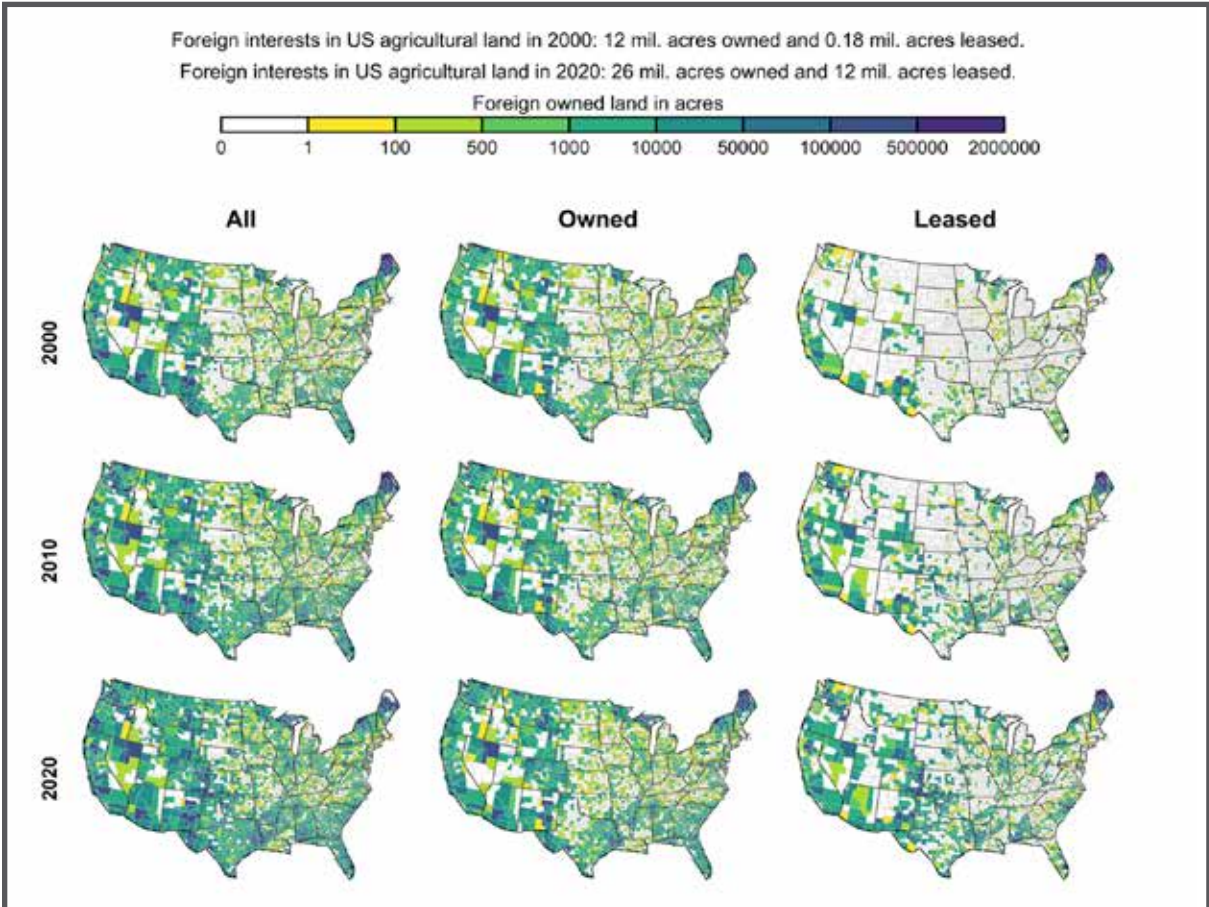 Foreign interests in US agricultural land in 2000: 12 mil. acres owned and 0.18 mil. acres leased.
Foreign interests in US agricultural land in 2020: 26 mil. acres owned and 12 mil. acres leased.
Foreign owned land in acres
0 1 100 500 1000 10000 50000 100000 500000 2000000
All Owned Leased
2000
2010
2020